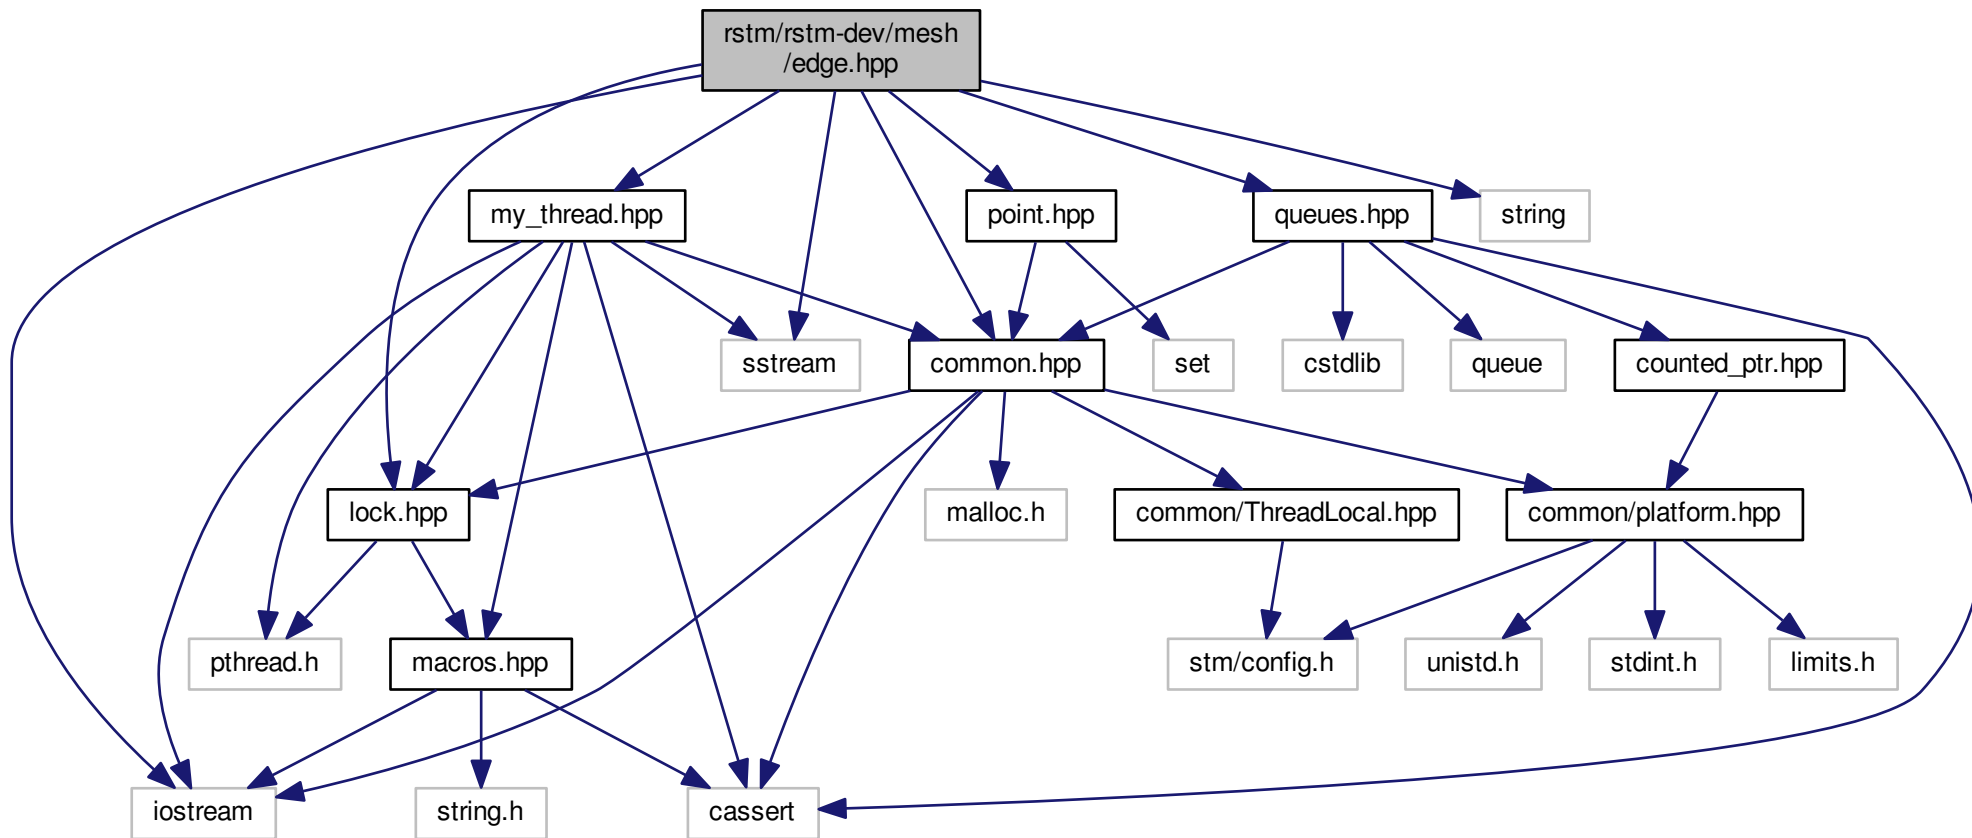 rstm/rstm-dev/mesh
/edge.hpp
my_thread.hpp
point.hpp
queues.hpp
string
sstream
common.hpp
set
cstdlib
queue
counted_ptr.hpp
lock.hpp
malloc.h
common/ThreadLocal.hpp
common/platform.hpp
pthread.h
macros.hpp
stm/config.h
unistd.h
stdint.h
limits.h
iostream
string.h
cassert